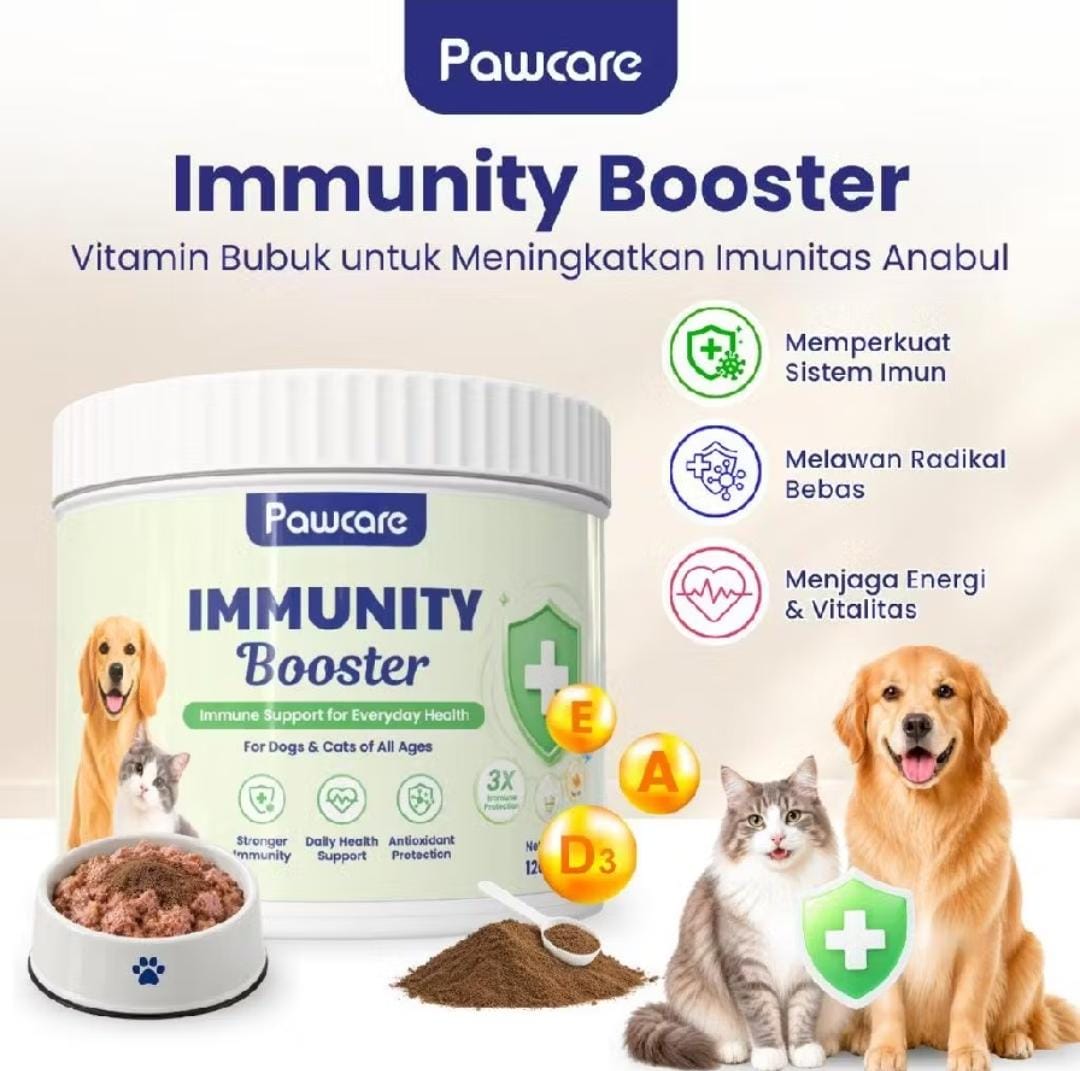 Pawcare
Immunity Booster
Vitamin Bubuk untuk Meningkatkan Imunitas Anabul
Memperkuat
Sistem Imun
Melawan Radikal
Bebas
Menjaga Energi
& Vitalitas
Pawcare
IMMUNITY
Booster
Immune Support for Everyday Health
For Dogs & Cats of All Ages
3X
Immune
Protection
Stronger
Immunity
Daily Health
Support
Antioxidant
Protection
E
A
D3